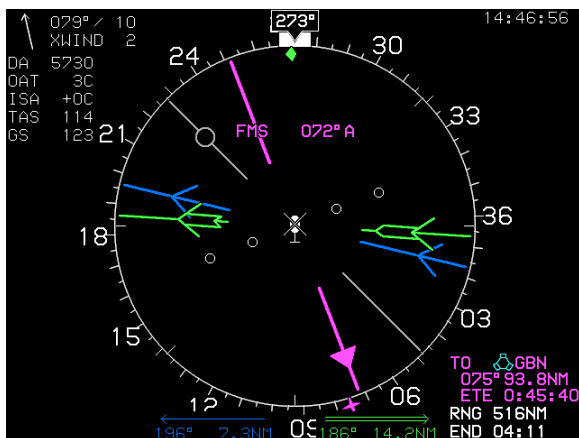 079° / 10
XWIND 2
DA 5730
OAT 3C
ISA +0C
TAS 114
GS 123
273°
14:46:56
24
30
21
33
FMS 072°A
18
36
15
03
12
09
06
TO GBN
075° 93.8NM
ETE 0:45:40
RNG 516NM
END 04:11
196° 7.3NM
186° 14.2NM